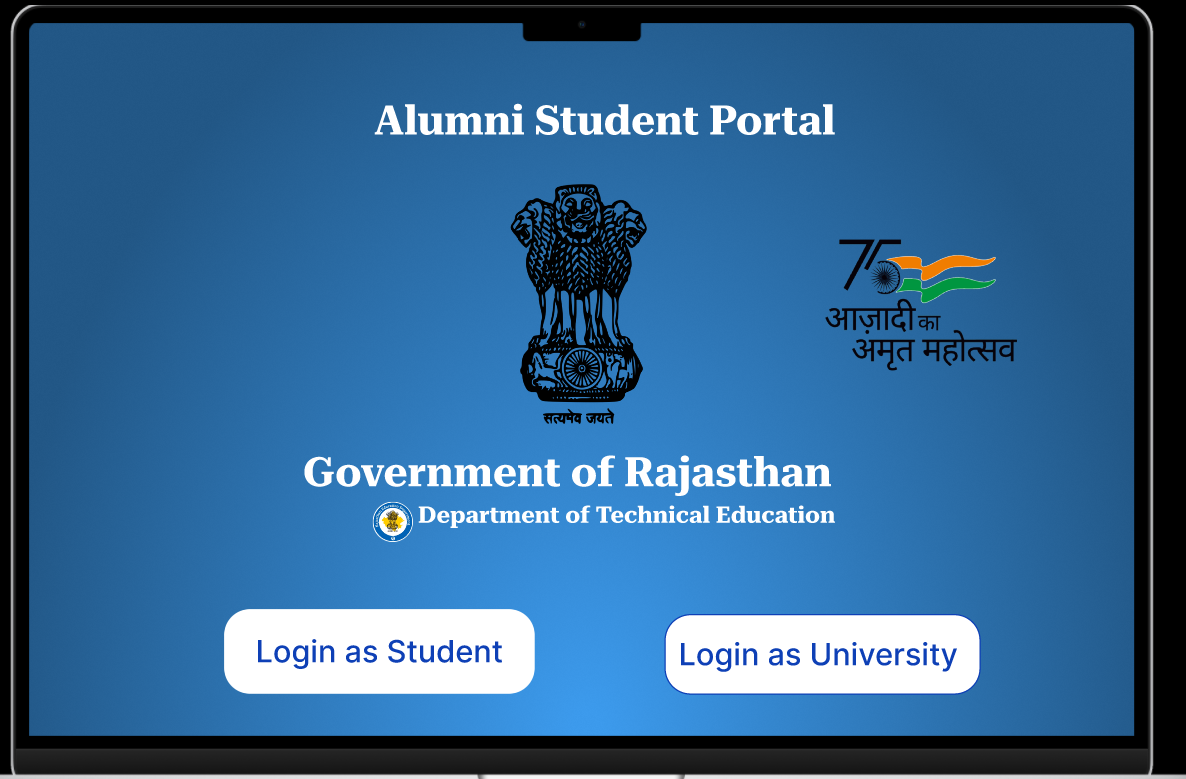 Alumni Student Portal
75
आज़ादी का
अमृत महोत्सव
सत्यमेव जयते
Government of Rajasthan
Department of Technical Education
Login as Student
Login as University